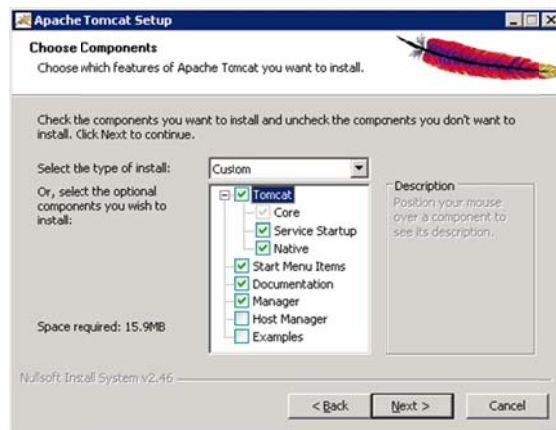 Apache Tomcat Setup
Choose Components
Choose which features of Apache Tomcat you want to install.
Check the components you want to install and uncheck the components you don't want to
install. Click Next to continue.
Select the type of install:
Custom
Or, select the optional
components you wish to
install:
Tomcat
Core
Service Startup
Native
Start Menu Items
Documentation
Manager
Host Manager
Examples
Description
Position your mouse
over a component to
see its description.
Space required: 15.9MB
Nullsoft Install System v2.46
< Back
Next >
Cancel